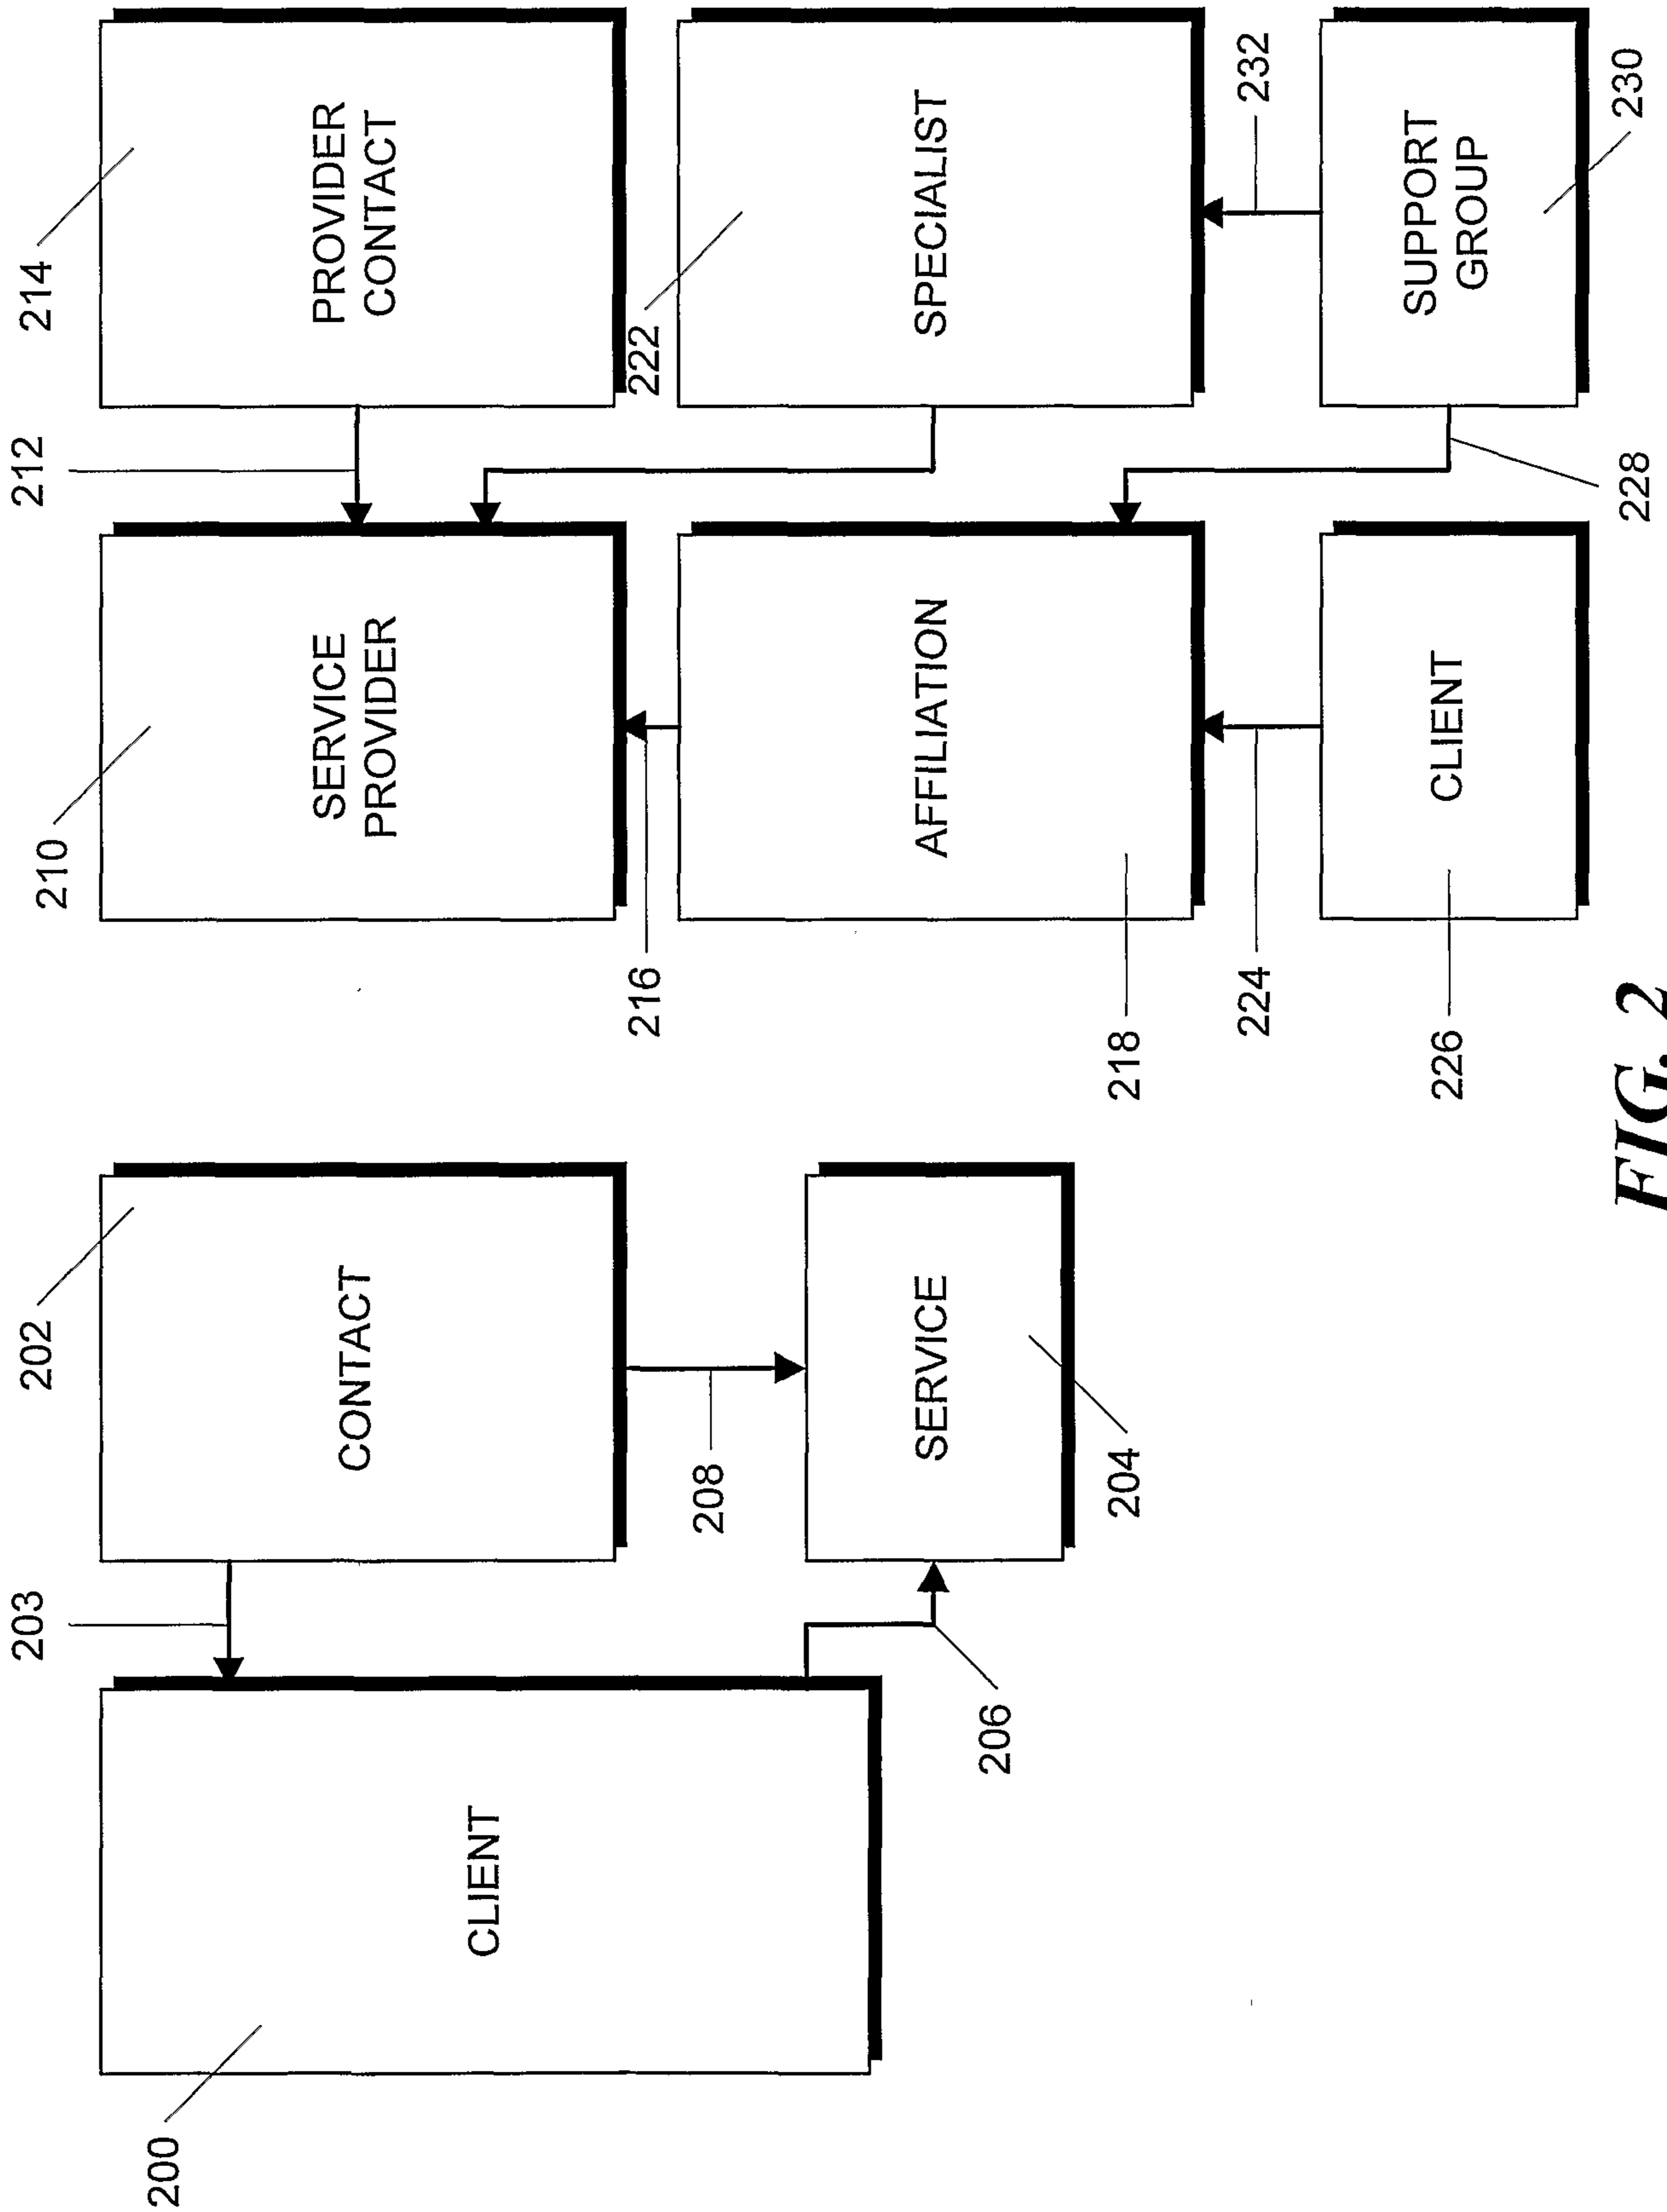 203
202
200
CONTACT
CLIENT
208
SERVICE
206
204
212
214
210
SERVICE
PROVIDER
PROVIDER
CONTACT
216
222
AFFILIATION
SPECIALIST
218
224
232
226
CLIENT
SUPPORT
GROUP
228
230
FIG. 2